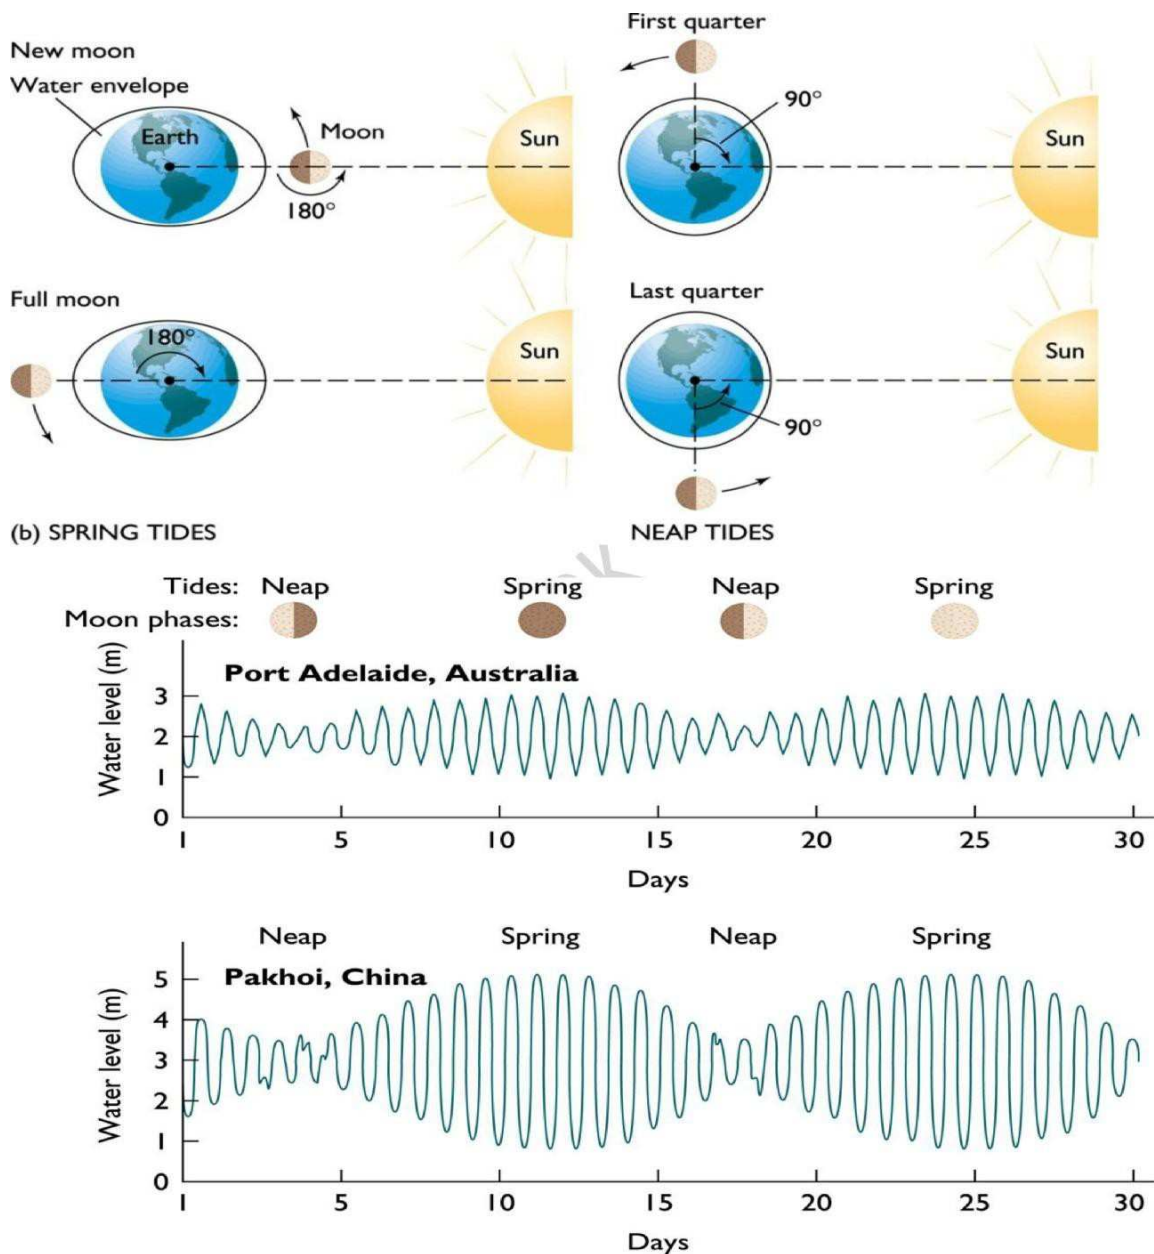 New moon
Water envelope
Earth
Moon
180°
Sun
First quarter
90°
Sun
Full moon
180°
Sun
Last quarter
90°
Sun
(b) SPRING TIDES
NEAP TIDES
Tides: Neap Spring Neap Spring
Moon phases:
Port Adelaide, Australia
Water level (m)
3
2
1
0
1 5 10 15 20 25 30
Days
Neap Spring Neap Spring
Pakhoi, China
Water level (m)
5
4
3
2
1
0
1 5 10 15 20 25 30
Days